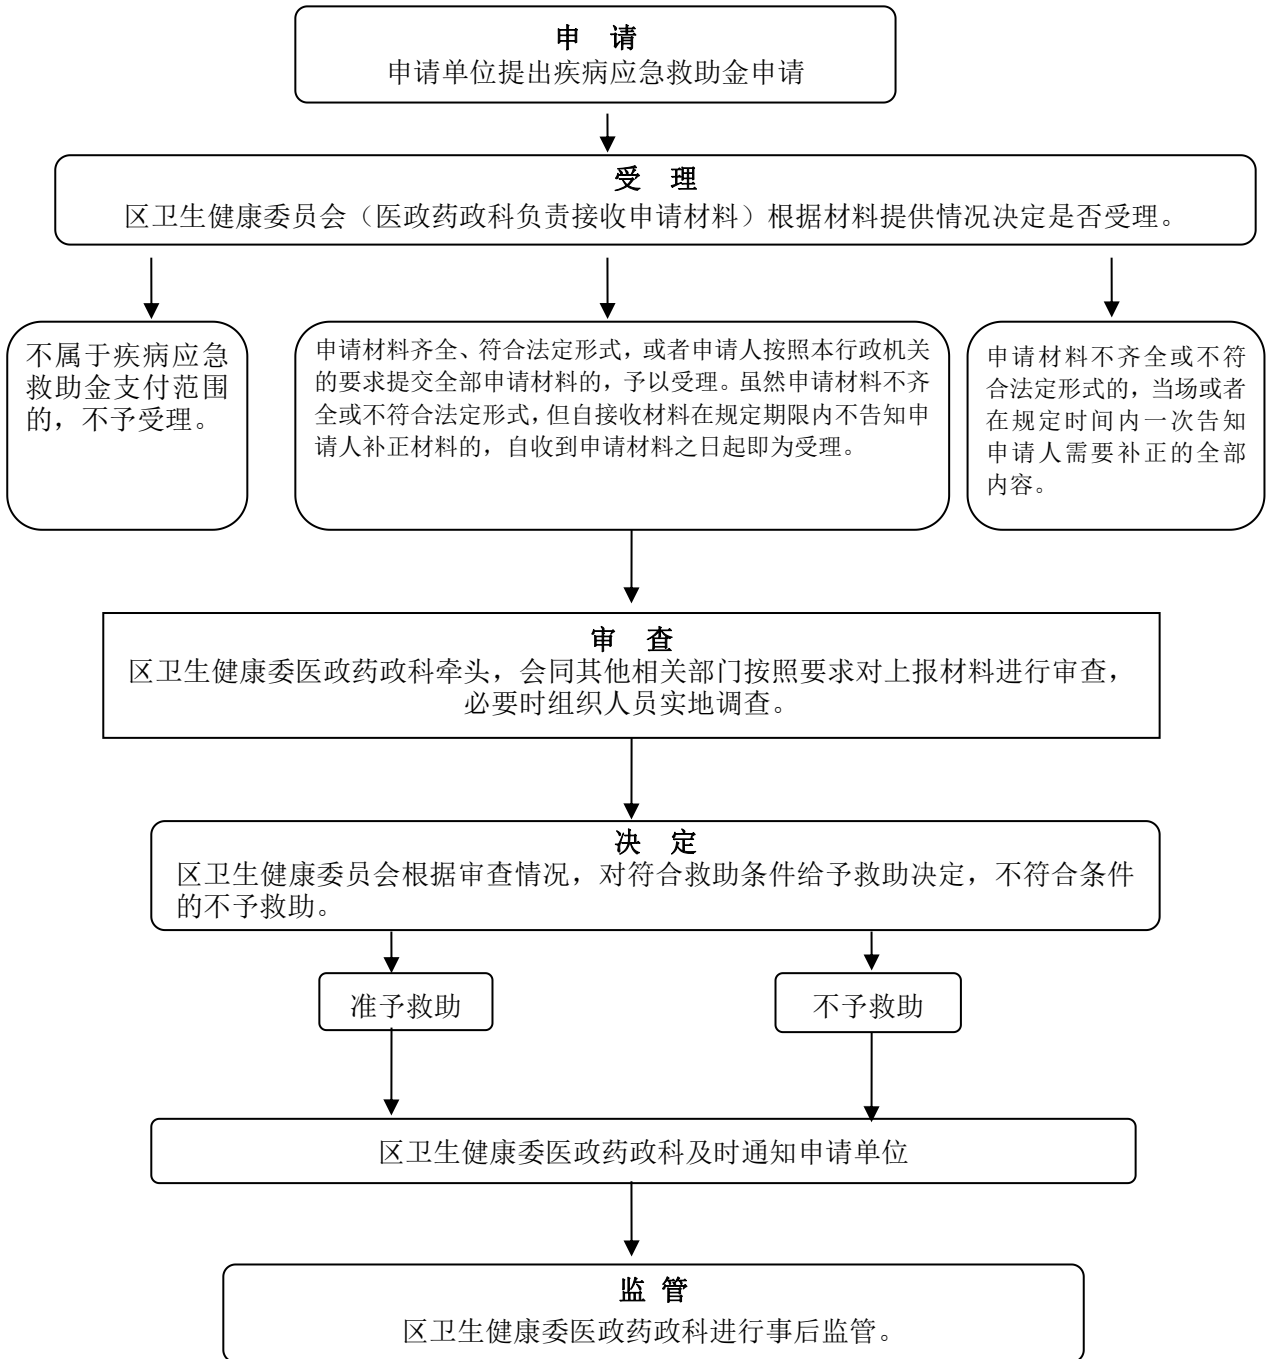 申 请
申请单位提出疾病应急救助金申请
受 理
区卫生健康委员会（医政药政科负责接收申请材料）根据材料提供情况决定是否受理。
不属于疾病应急
救助金支付范围
的，不予受理。
申请材料齐全、符合法定形式，或者申请人按照本行政机关
的要求提交全部申请材料的，予以受理。虽然申请材料不齐
全或不符合法定形式，但自接收材料在规定期限内不告知申
请人补正材料的，自收到申请材料之日起即为受理。
申请材料不齐全或不符
合法定形式的，当场或者
在规定时间内一次告知
申请人需要补正的全部
内容。
审 查
区卫生健康委医政药政科牵头，会同其他相关部门按照要求对上报材料进行审查，
必要时组织人员实地调查。
决 定
区卫生健康委员会根据审查情况，对符合救助条件给予救助决定，不符合条件
的不予救助。
准予救助
不予救助
区卫生健康委医政药政科及时通知申请单位
监 管
区卫生健康委医政药政科进行事后监管。